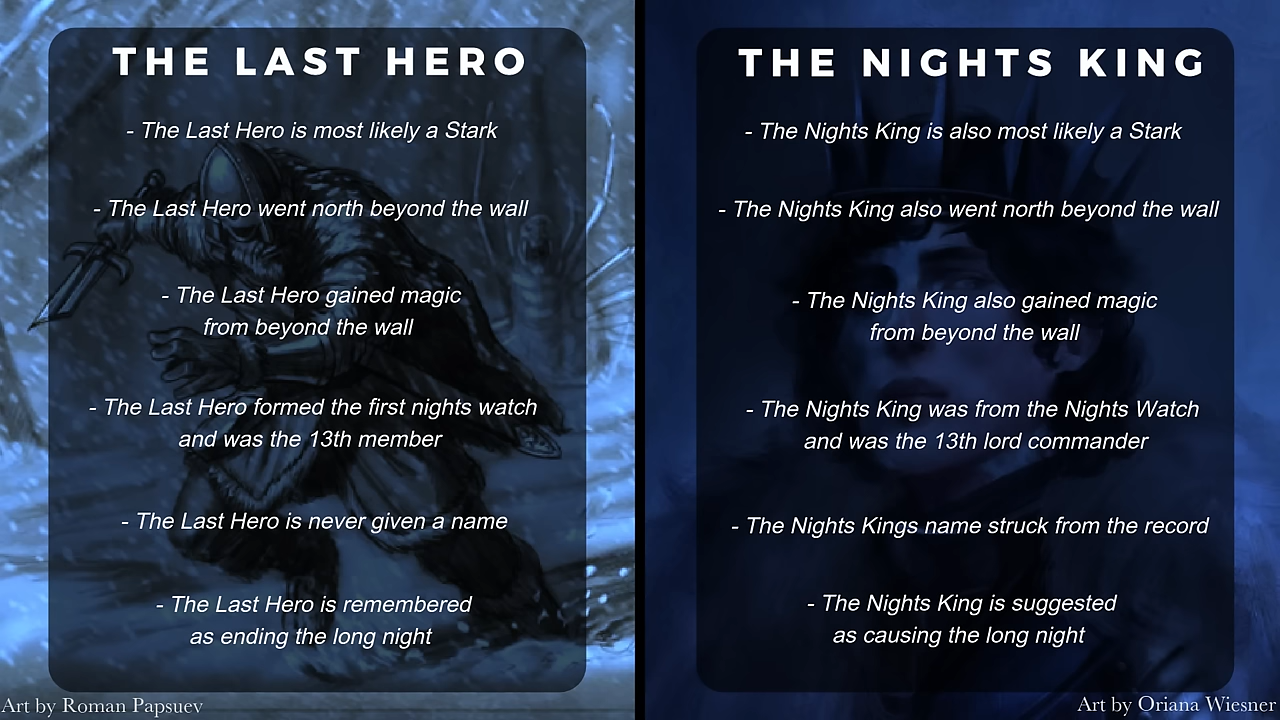 THE LAST HERO
- The Last Hero is most likely a Stark
- The Last Hero went north beyond the wall
- The Last Hero gained magic
from beyond the wall
- The Last Hero formed the first nights watch
and was the 13th member
- The Last Hero is never given a name
- The Last Hero is remembered
as ending the long night
Art by Roman Papsuev
THE NIGHTS KING
- The Nights King is also most likely a Stark
- The Nights King also went north beyond the wall
- The Nights King also gained magic
from beyond the wall
- The Nights King was from the Nights Watch
and was the 13th lord commander
- The Nights Kings name struck from the record
- The Nights King is suggested
as causing the long night
Art by Oriana Wiesner